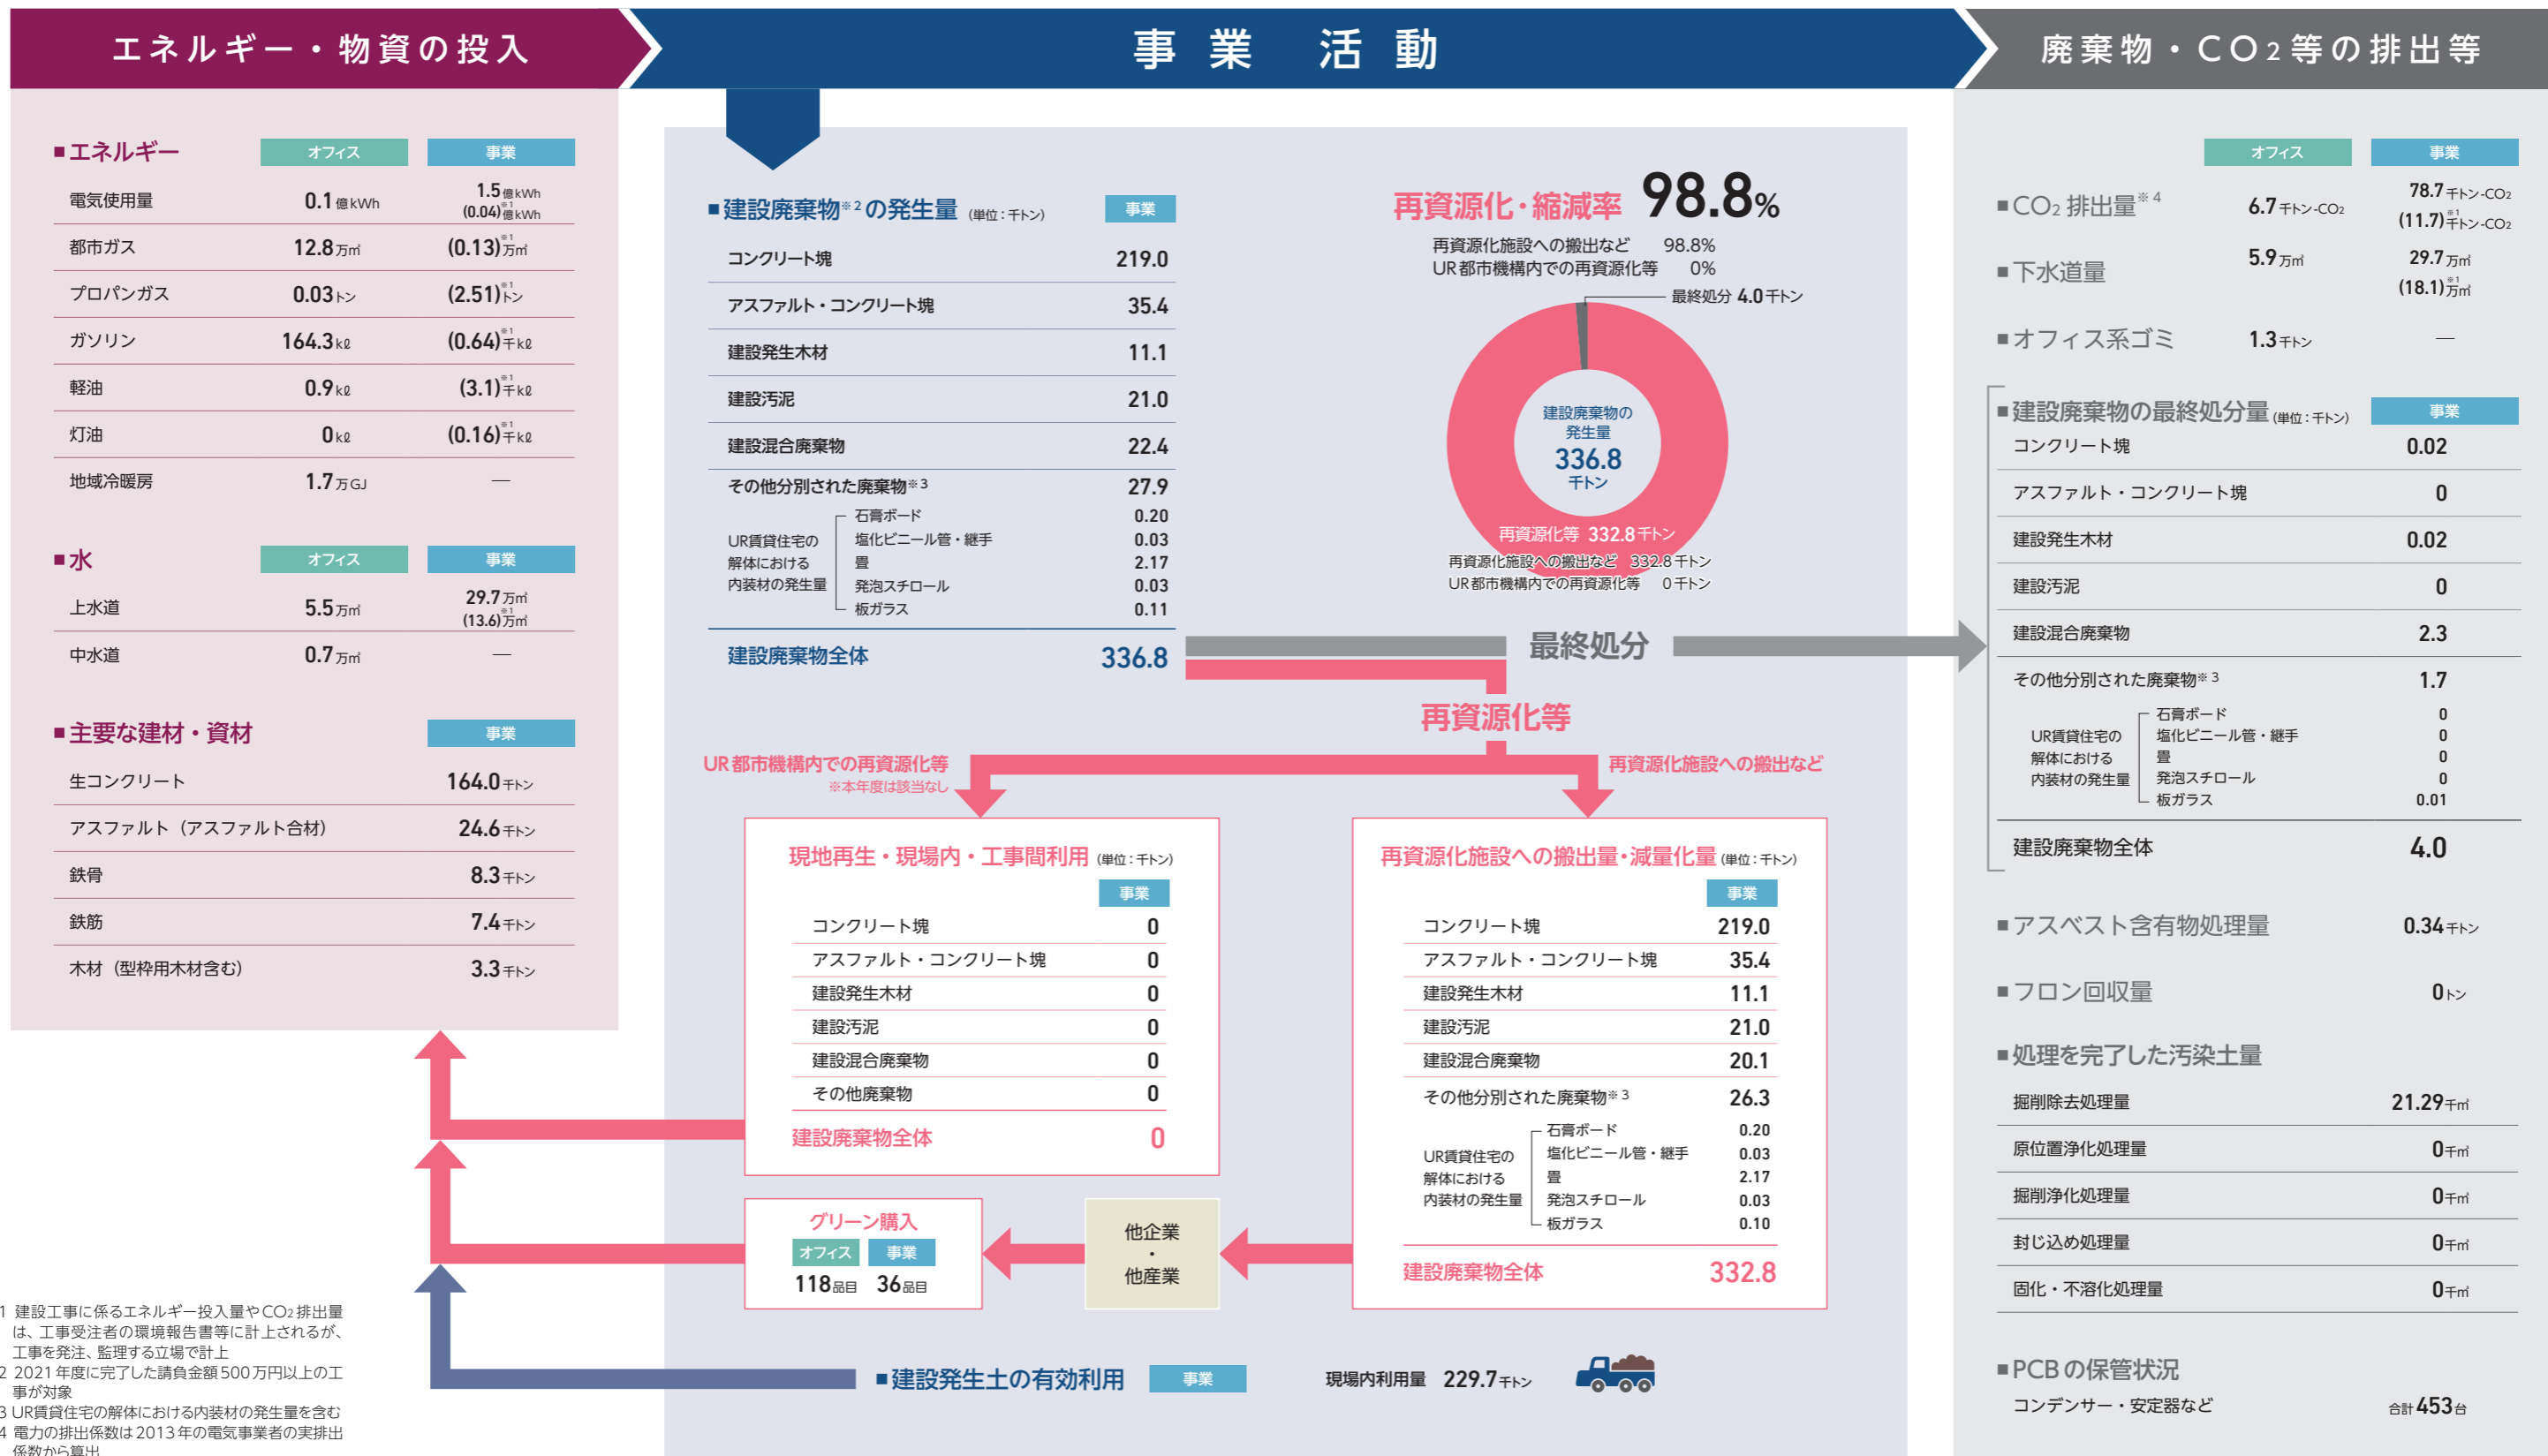 エネルギー・物資の投入
事業 活動
廃棄物・CO2等の排出等
■エネルギー オフィス 事業
電気使用量 0.1億kWh 1.5億kWh
(0.04)※1億kWh
都市ガス 12.8万㎥ (0.13)※1万㎥
プロパンガス 0.03トン (2.51)※1トン
ガソリン 164.3kℓ (0.64)※1千kℓ
軽油 0.9kℓ (3.1)※1千kℓ
灯油 0kℓ (0.16)※1千kℓ
地域冷暖房 1.7万GJ —
■水 オフィス 事業
上水道 5.5万㎥ 29.7万㎥
(13.6)※1万㎥
中水道 0.7万㎥ —
■主要な建材・資材 事業
生コンクリート 164.0千トン
アスファルト(アスファルト合材) 24.6千トン
鉄骨 8.3千トン
鉄筋 7.4千トン
木材(型枠用木材含む) 3.3千トン
1 建設工事に係るエネルギー投入量やCO2排出量
は、工事受注者の環境報告書等に計上されるが、
工事を発注、監理する立場で計上
2 2021年度に完了した請負金額500万円以上の工
事が対象
3 UR賃貸住宅の解体における内装材の発生量を含む
4 電力の排出係数は2013年の電気事業者の実排出
係数から算出
■建設廃棄物※2の発生量(単位:千トン) 事業
コンクリート塊 219.0
アスファルト・コンクリート塊 35.4
建設発生木材 11.1
建設汚泥 21.0
建設混合廃棄物 22.4
その他分別された廃棄物※3 27.9
UR賃貸住宅の
解体における
内装材の発生量
石膏ボード 0.20
塩化ビニール管・継手 0.03
畳 2.17
発泡スチロール 0.03
板ガラス 0.11
建設廃棄物全体 336.8
再資源化・縮減率 98.8%
再資源化施設への搬出など 98.8%
UR都市機構内での再資源化等 0%
最終処分 4.0千トン
建設廃棄物の
発生量
336.8
千トン
再資源化等 332.8千トン
再資源化施設への搬出など 332.8千トン
UR都市機構内での再資源化等 0千トン
最終処分
再資源化等
UR都市機構内での再資源化等
※本年度は該当なし
再資源化施設への搬出など
現地再生・現場内・工事間利用(単位:千トン)
事業
コンクリート塊 0
アスファルト・コンクリート塊 0
建設発生木材 0
建設汚泥 0
建設混合廃棄物 0
その他廃棄物 0
建設廃棄物全体 0
再資源化施設への搬出量・減量化量(単位:千トン)
事業
コンクリート塊 219.0
アスファルト・コンクリート塊 35.4
建設発生木材 11.1
建設汚泥 21.0
建設混合廃棄物 20.1
その他分別された廃棄物※3 26.3
UR賃貸住宅の
解体における
内装材の発生量
石膏ボード 0.20
塩化ビニール管・継手 0.03
畳 2.17
発泡スチロール 0.03
板ガラス 0.10
建設廃棄物全体 332.8
グリーン購入
オフィス 事業
118品目 36品目
他企業
・
他産業
■建設発生土の有効利用 事業 現場内利用量 229.7千トン
オフィス 事業
■CO2排出量※4 6.7千トン-CO2 78.7千トン-CO2
(11.7)※1千トン-CO2
■下水道量 5.9万㎥ 29.7万㎥
(18.1)※1万㎥
■オフィス系ゴミ 1.3千トン —
■建設廃棄物の最終処分量(単位:千トン) 事業
コンクリート塊 0.02
アスファルト・コンクリート塊 0
建設発生木材 0.02
建設汚泥 0
建設混合廃棄物 2.3
その他分別された廃棄物※3 1.7
UR賃貸住宅の
解体における
内装材の発生量
石膏ボード 0
塩化ビニール管・継手 0
畳 0
発泡スチロール 0
板ガラス 0.01
建設廃棄物全体 4.0
■アスベスト含有物処理量 0.34千トン
■フロン回収量 0トン
■処理を完了した汚染土量
掘削除去処理量 21.29千㎥
原位置浄化処理量 0千㎥
掘削浄化処理量 0千㎥
封じ込め処理量 0千㎥
固化・不溶化処理量 0千㎥
■PCBの保管状況
コンデンサー・安定器など 合計453台